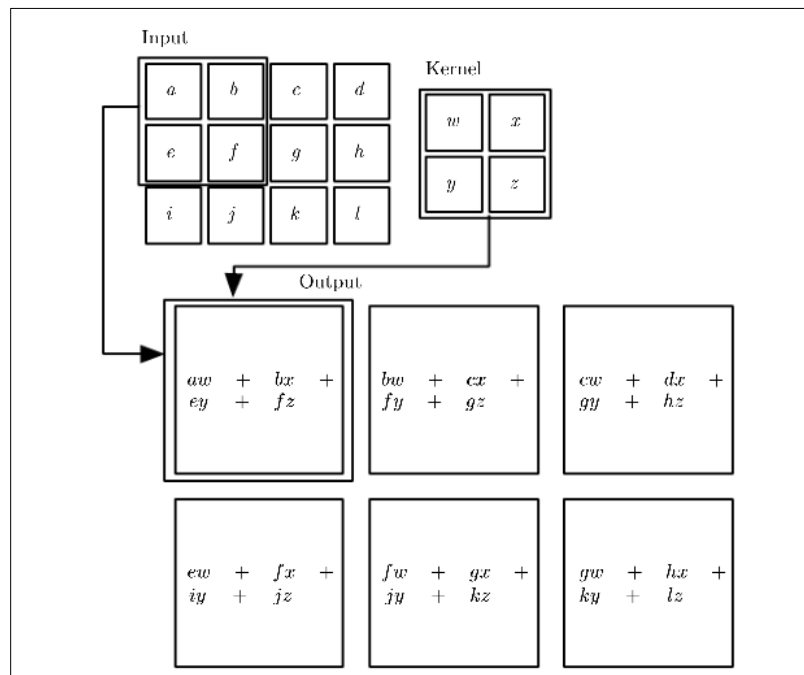 Input
a b c d
Kernel
w x
e f g h
y z
i j k l
Output
aw + bx +
ey + fz
bw + cx +
fy + gz
cw + dx +
gy + hz
ew + fx +
iy + jz
fw + gx +
jy + kz
gw + hx +
ky + lz